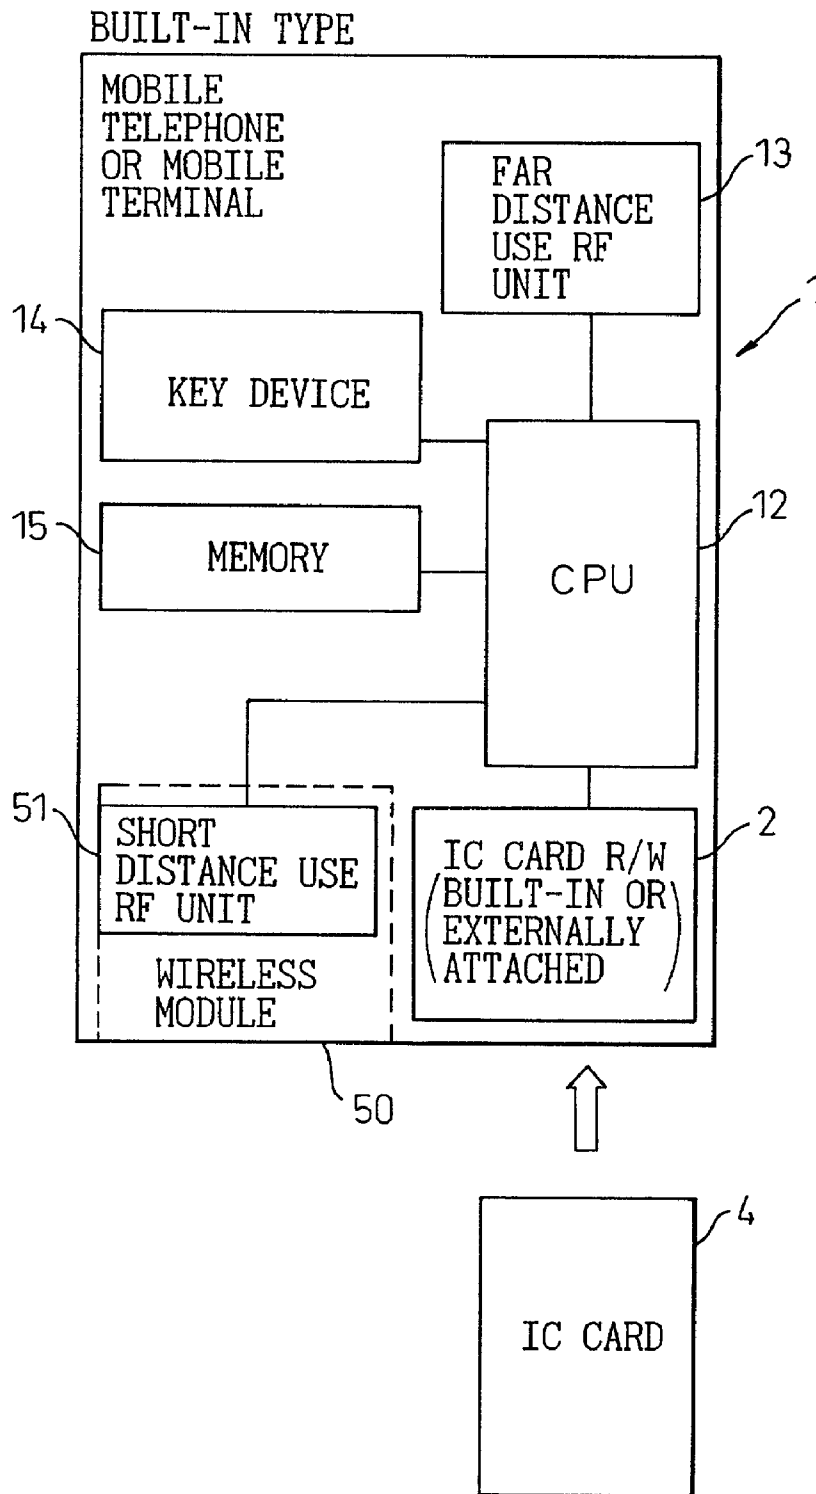 BUILT-IN TYPE
MOBILE
TELEPHONE
OR MOBILE
TERMINAL
13
FAR
DISTANCE
USE RF
UNIT
14
KEY DEVICE
15
MEMORY
12
CPU
51
SHORT
DISTANCE USE
RF UNIT
WIRELESS
MODULE
50
2
IC CARD R/W
(BUILT-IN OR
EXTERNALLY
ATTACHED)
4
IC CARD